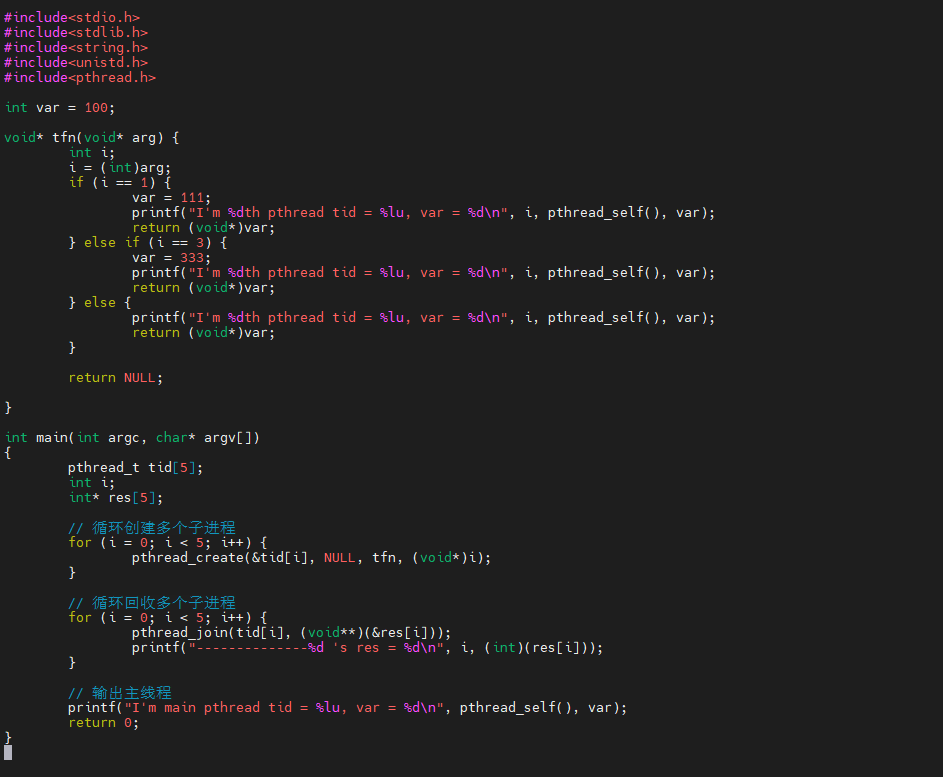 #include<stdio.h>
#include<stdlib.h>
#include<string.h>
#include<unistd.h>
#include<pthread.h>

int var = 100;

void* tfn(void* arg) {
        int i;
        i = (int)arg;
        if (i == 1) {
                var = 111;
                printf("I'm %dth pthread tid = %lu, var = %d\n", i, pthread_self(), var);
                return (void*)var;
        } else if (i == 3) {
                var = 333;
                printf("I'm %dth pthread tid = %lu, var = %d\n", i, pthread_self(), var);
                return (void*)var;
        } else {
                printf("I'm %dth pthread tid = %lu, var = %d\n", i, pthread_self(), var);
                return (void*)var;
        }

        return NULL;

}

int main(int argc, char* argv[])
{
        pthread_t tid[5];
        int i;
        int* res[5];

        // 循环创建多个子进程
        for (i = 0; i < 5; i++) {
                pthread_create(&tid[i], NULL, tfn, (void*)i);
        }

        // 循环回收多个子进程
        for (i = 0; i < 5; i++) {
                pthread_join(tid[i], (void**)(&res[i]));
                printf("--------------%d 's res = %d\n", i, (int)(res[i]));
        }

        // 输出主线程
        printf("I'm main pthread tid = %lu, var = %d\n", pthread_self(), var);
        return 0;
}